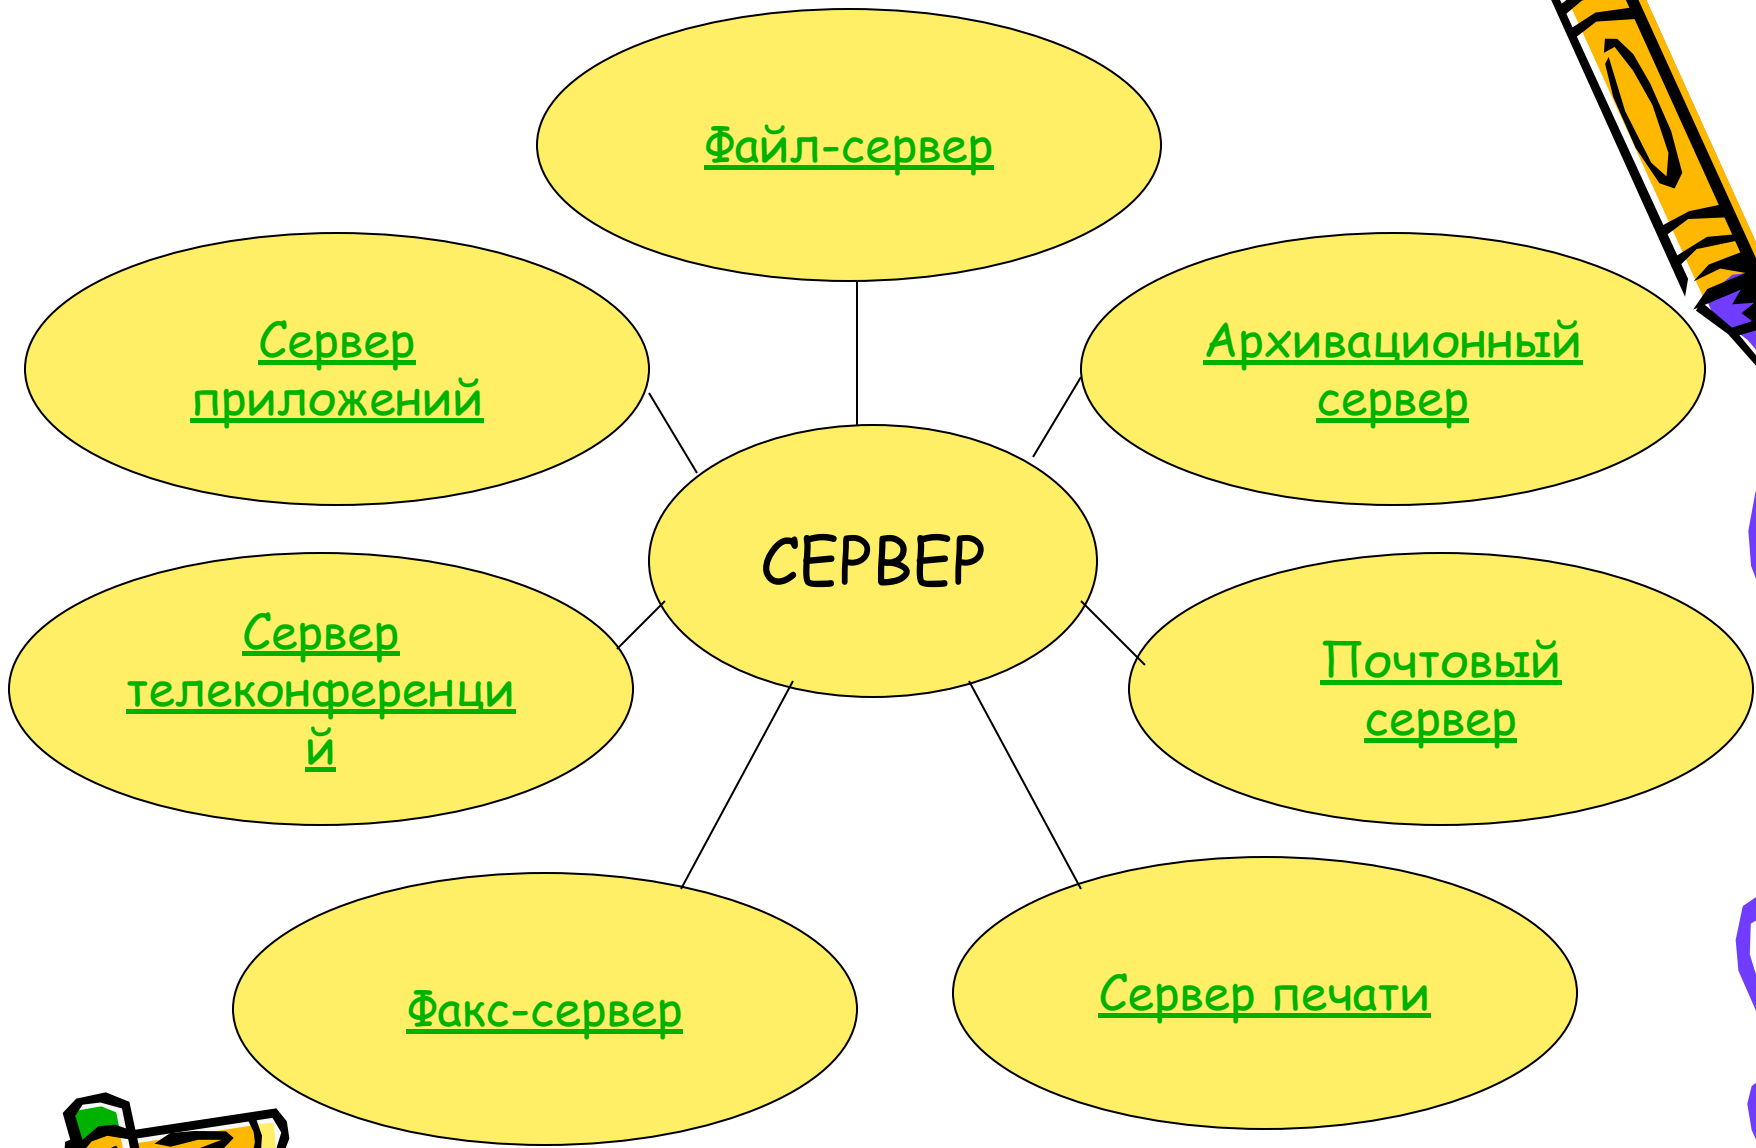 Файл-сервер
Сервер
приложений
Архивационный
сервер
СЕРВЕР
Сервер
телеконференци
й
Почтовый
сервер
Факс-сервер
Сервер печати